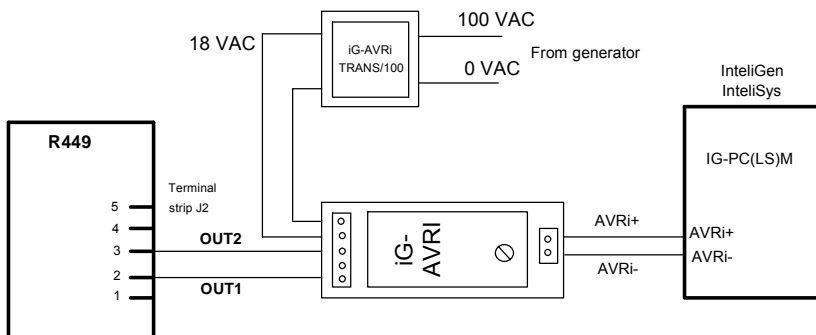 100 VAC
18 VAC
iG-AVRi
TRANS/100
From generator
0 VAC
InteliGen
InteliSys
R449
IG-PC(LS)M
Terminal
strip J2
5
4
3
2
1
OUT2
OUT1
iG-
AVRI
AVRi+
AVRi-
AVRi+
AVRi-